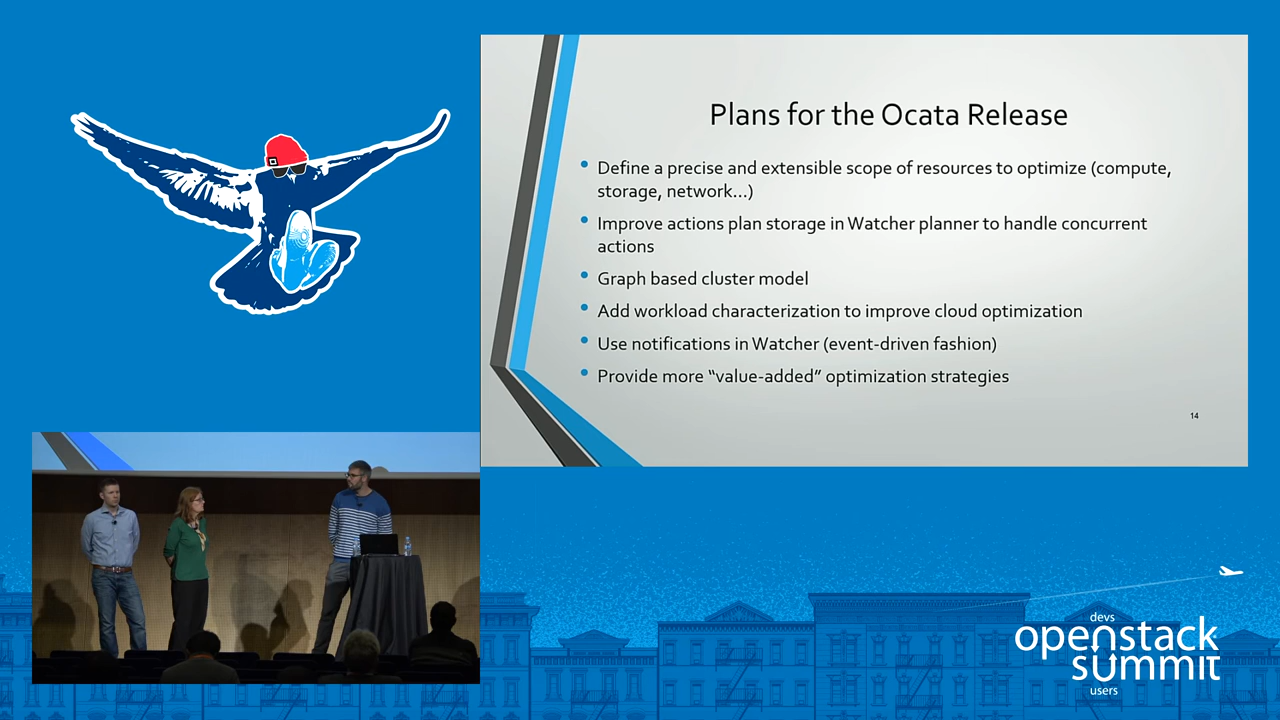 Plans for the Ocata Release
Define a precise and extensible scope of resources to optimize (compute,
storage, network...)
Improve actions plan storage in Watcher planner to handle concurrent
actions
Graph based cluster model
Add workload characterization to improve cloud optimization
Use notifications in Watcher (event-driven fashion)
Provide more “value-added” optimization strategies
14
devs
openstack
summit
users